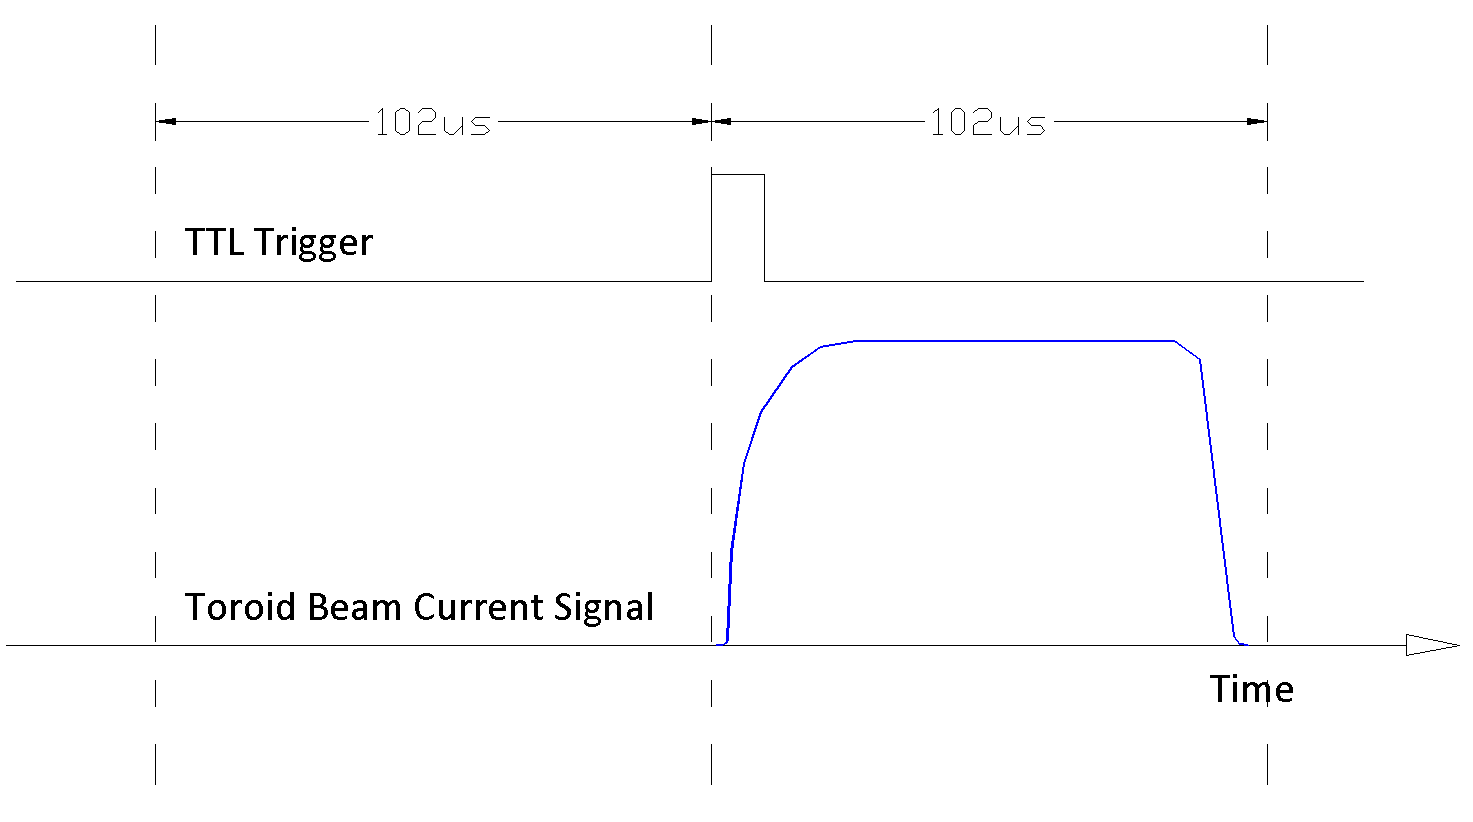 102us 102us
TTL Trigger
Toroid Beam Current Signal
Time